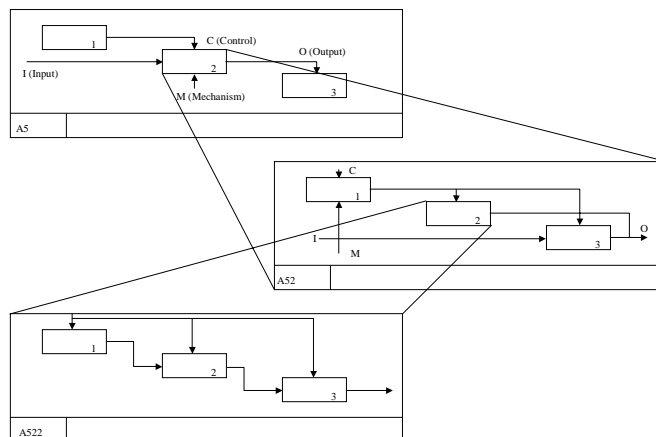 C (Control)
O (Output)
1
I (Input)
2
M (Mechanism)
3
A5
C
1
2
I
3
O
M
A52
1
2
3
A522